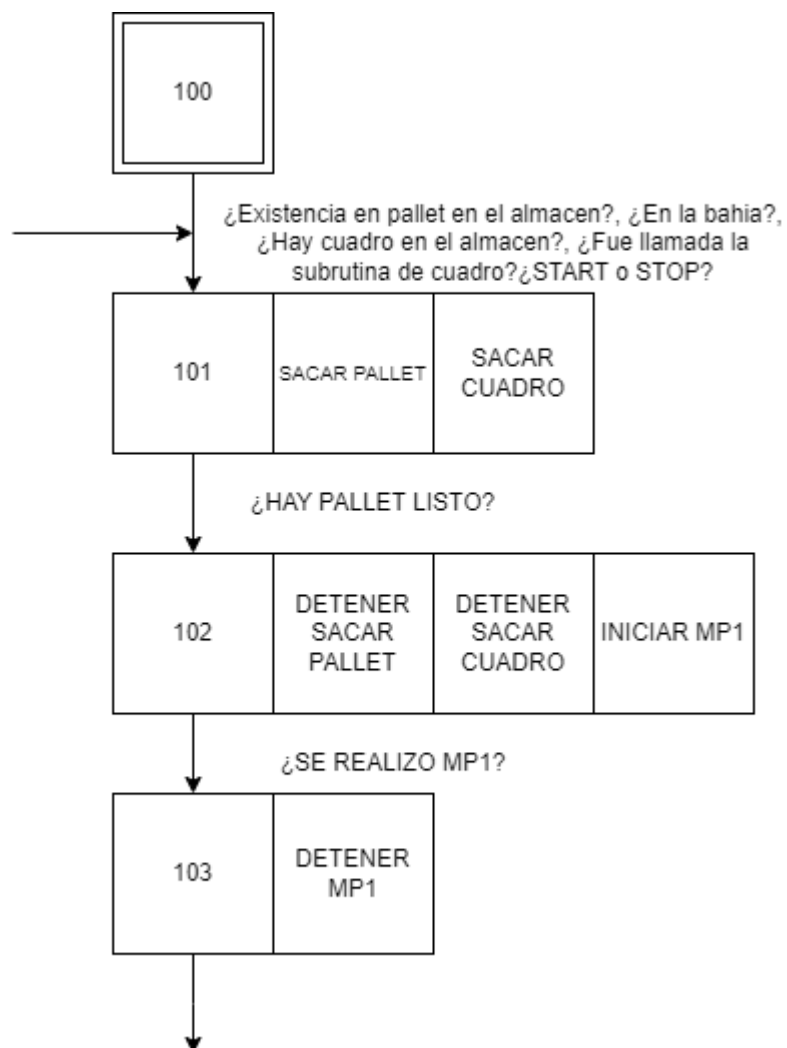 100
¿Existencia en pallet en el almacen?, ¿En la bahia?,
¿Hay cuadro en el almacen?, ¿Fue llamada la
subrutina de cuadro?¿START o STOP?
101
SACAR PALLET
SACAR
CUADRO
¿HAY PALLET LISTO?
102
DETENER
SACAR
PALLET
DETENER
SACAR
CUADRO
INICIAR MP1
¿SE REALIZO MP1?
103
DETENER
MP1